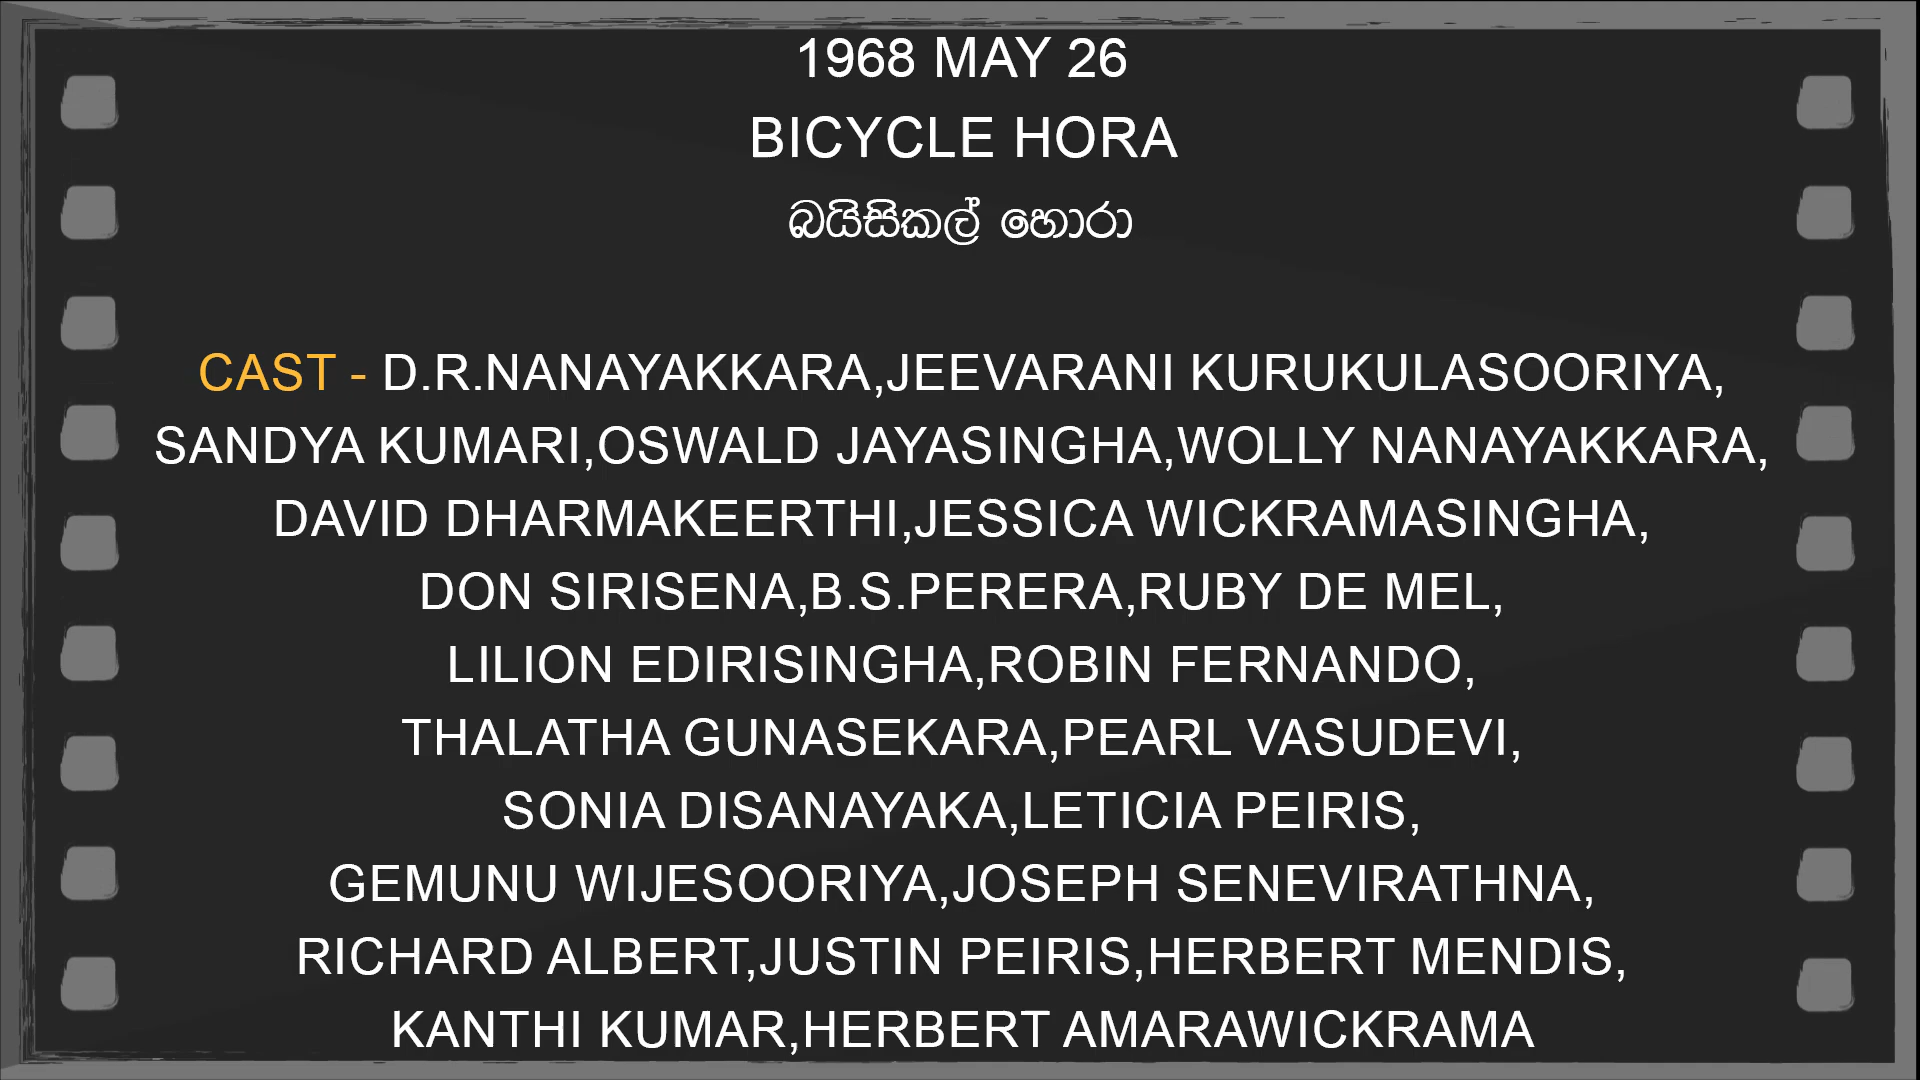 1968 MAY 26
BICYCLE HORA
බයිසිකල් හොරා
CAST - D.R.NANAYAKKARA,JEEVARANI KURUKULASOORIYA,
SANDYA KUMARI,OSWALD JAYASINGHA,WOLLY NANAYAKKARA,
DAVID DHARMAKEERTHI,JESSICA WICKRAMASINGHA,
DON SIRISENA,B.S.PERERA,RUBY DE MEL,
LILION EDIRISINGHA,ROBIN FERNANDO,
THALATHA GUNASEKARA,PEARL VASUDEVI,
SONIA DISANAYAKA,LETICIA PEIRIS,
GEMUNU WIJESOORIYA,JOSEPH SENEVIRATHNA,
RICHARD ALBERT,JUSTIN PEIRIS,HERBERT MENDIS,
KANTHI KUMAR,HERBERT AMARAWICKRAMA